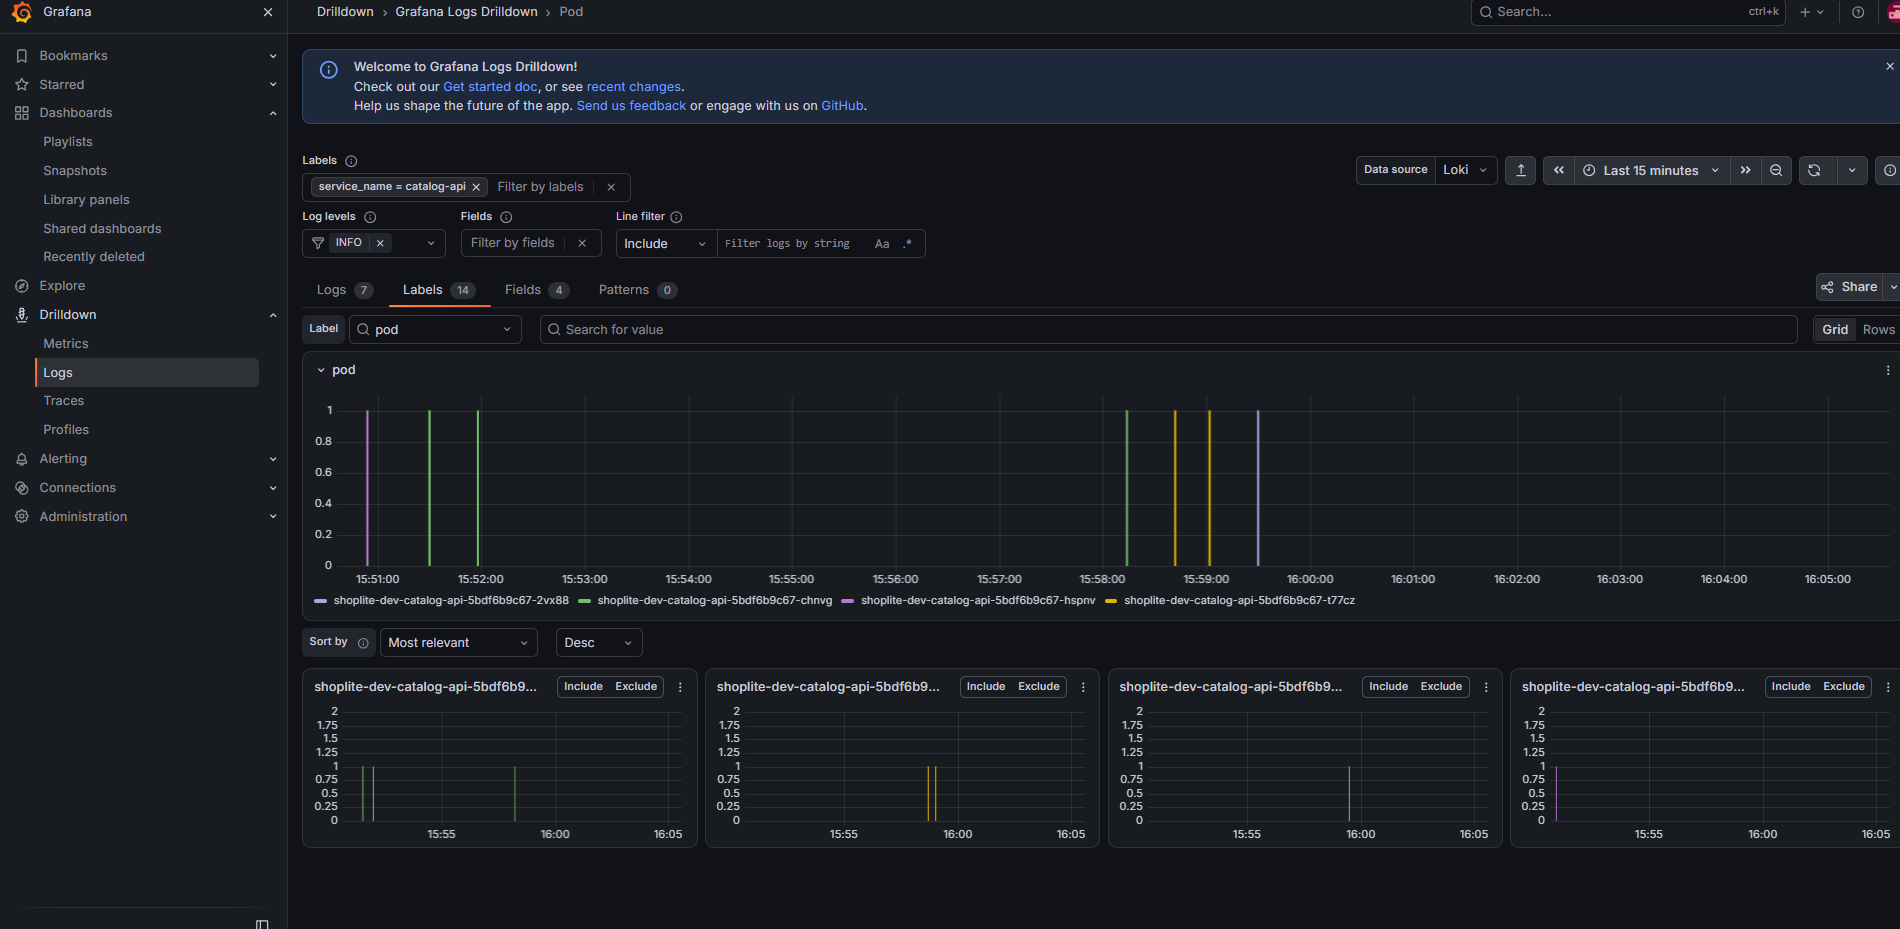 Grafana
Drilldown › Grafana Logs Drilldown › Pod
Search... ctrl+k
Bookmarks
Starred
Dashboards
Playlists
Snapshots
Library panels
Shared dashboards
Recently deleted
Explore
Drilldown
Metrics
Logs
Traces
Profiles
Alerting
Connections
Administration
Welcome to Grafana Logs Drilldown!
Check out our Get started doc, or see recent changes.
Help us shape the future of the app. Send us feedback or engage with us on GitHub.
Labels
service_name = catalog-api Filter by labels
Data source Loki Last 15 minutes
Log levels Fields Line filter
INFO Filter by fields Include Filter logs by string Aa .*
Logs 7 Labels 14 Fields 4 Patterns 0 Share
Label pod Search for value Grid Rows
pod
1
0.8
0.6
0.4
0.2
0
15:51:00 15:52:00 15:53:00 15:54:00 15:55:00 15:56:00 15:57:00 15:58:00 15:59:00 16:00:00 16:01:00 16:02:00 16:03:00 16:04:00 16:05:00
shoplite-dev-catalog-api-5bdf6b9c67-2vx88 shoplite-dev-catalog-api-5bdf6b9c67-chnvg shoplite-dev-catalog-api-5bdf6b9c67-hspnv shoplite-dev-catalog-api-5bdf6b9c67-t77cz
Sort by Most relevant Desc
shoplite-dev-catalog-api-5bdf6b9... Include Exclude
2
1.75
1.5
1.25
1
0.75
0.5
0.25
0
15:55 16:00 16:05
shoplite-dev-catalog-api-5bdf6b9... Include Exclude
2
1.75
1.5
1.25
1
0.75
0.5
0.25
0
15:55 16:00 16:05
shoplite-dev-catalog-api-5bdf6b9... Include Exclude
2
1.75
1.5
1.25
1
0.75
0.5
0.25
0
15:55 16:00 16:05
shoplite-dev-catalog-api-5bdf6b9... Include Exclude
2
1.75
1.5
1.25
1
0.75
0.5
0.25
0
15:55 16:00 16:05